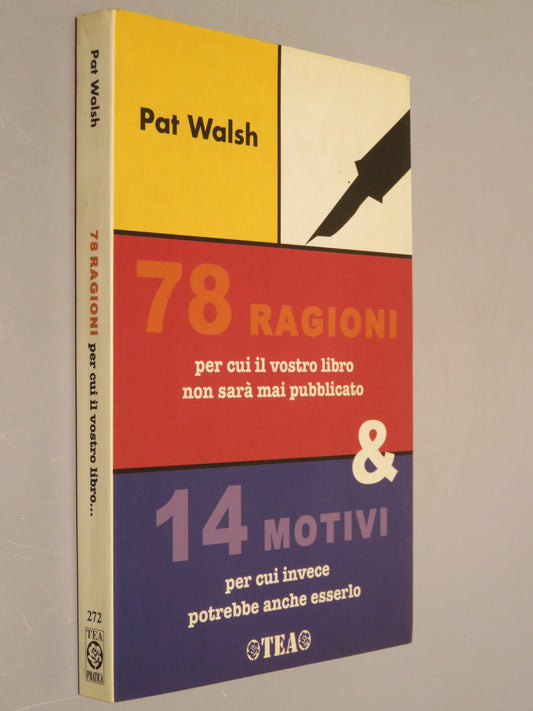 Pat Walsh
78 RAGIONI per cui il vostro libro...
272
TEA
PRATICA
Pat Walsh
78 RAGIONI
per cui il vostro libro
non sarà mai pubblicato
&
14 MOTIVI
per cui invece
potrebbe anche esserlo
TEA